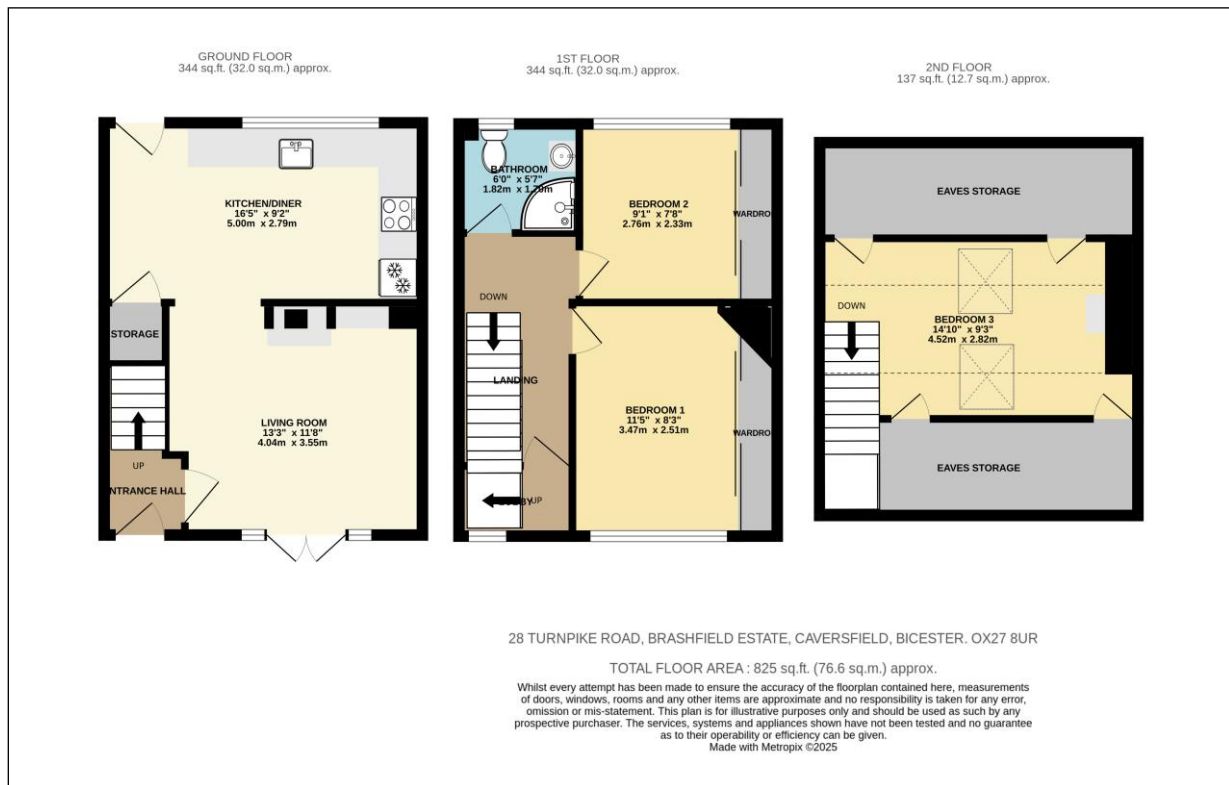 GROUND FLOOR
344 sq.ft. (32.0 sq.m.) approx.
KITCHEN/DINER
16'5" x 9'2"
5.00m x 2.79m
STORAGE
LIVING ROOM
13'3" x 11'8"
4.04m x 3.55m
UP
NTRANCE HALL
1ST FLOOR
344 sq.ft. (32.0 sq.m.) approx.
BATHROOM
6'0" x 5'7"
1.82m x
BEDROOM 2
9'1" x 7'8"
2.76m x 2.33m
WARDRO
DOWN
LANDING
BEDROOM 1
11'5" x 8'3"
3.47m x 2.51m
WARDRO
UP
2ND FLOOR
137 sq.ft. (12.7 sq.m.) approx.
EAVES STORAGE
DOWN
BEDROOM 3
14'10" x 9'3"
4.52m x 2.82m
EAVES STORAGE
28 TURNPIKE ROAD, BRASHFIELD ESTATE, CAVERSFIELD, BICESTER. OX27 8UR
TOTAL FLOOR AREA : 825 sq.ft. (76.6 sq.m.) approx.
Whilst every attempt has been made to ensure the accuracy of the floorplan contained here, measurements
of doors, windows, rooms and any other items are approximate and no responsibility is taken for any error,
omission or mis-statement. This plan is for illustrative purposes only and should be used as such by any
prospective purchaser. The services, systems and appliances shown have not been tested and no guarantee
as to their operability or efficiency can be given.
Made with Metropix ©2025